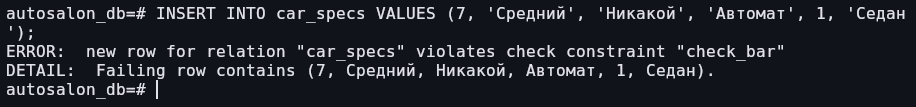 autosalon_db=# INSERT INTO car_specs VALUES (7, 'Средний', 'Никакой', 'Автомат', 1, 'Седан
');
ERROR:  new row for relation "car_specs" violates check constraint "check_bar"
DETAIL:  Failing row contains (7, Средний, Никакой, Автомат, 1, Седан).
autosalon_db=#